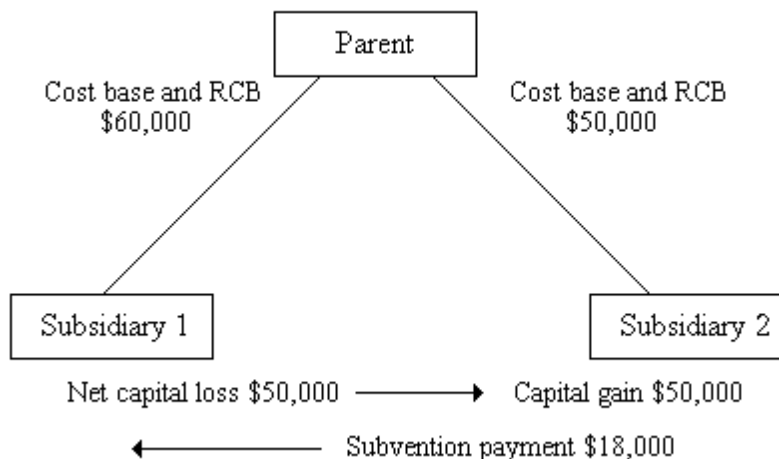 Parent
Cost base and RCB
$60,000
Cost base and RCB
$50,000
Subsidiary 1
Subsidiary 2
Net capital loss $50,000
Capital gain $50,000
Subvention payment $18,000